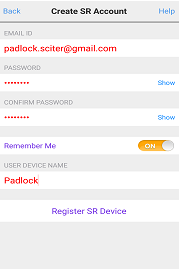 Back Create SR Account Help
EMAIL ID
padlock.sciter@gmail.com
PASSWORD
•••••••• Show
CONFIRM PASSWORD
•••••••• Show
Remember Me ON
USER DEVICE NAME
Padlock
Register SR Device